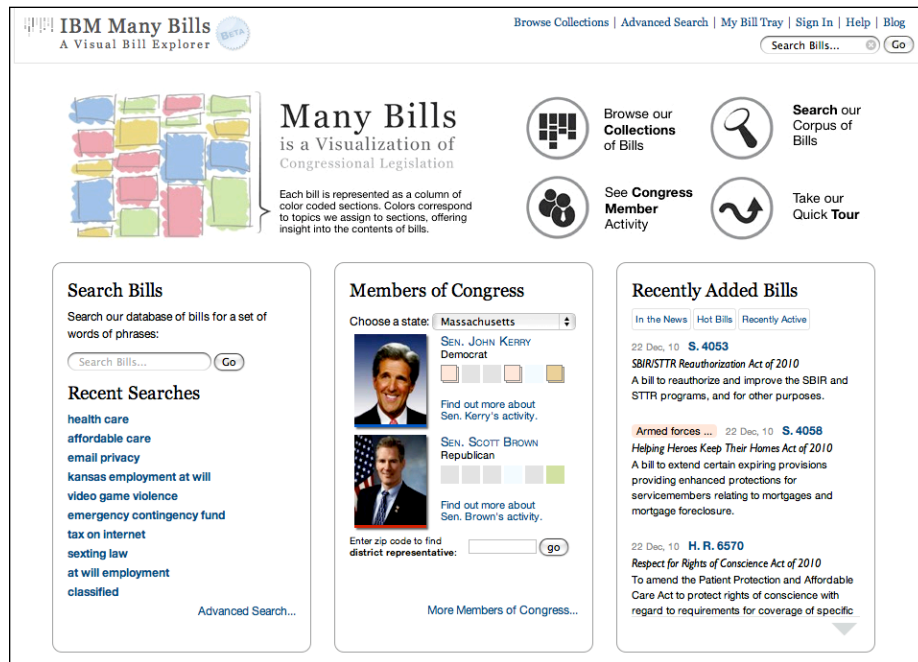 IBM Many Bills
A Visual Bill Explorer
BETA
Browse Collections | Advanced Search | My Bill Tray | Sign In | Help | Blog
Search Bills...
Go
Many Bills
is a Visualization of
Congressional Legislation
Each bill is represented as a column of
color coded sections. Colors correspond
to topics we assign to sections, offering
insight into the contents of bills.
Browse our
Collections
of Bills
Search our
Corpus of
Bills
See Congress
Member
Activity
Take our
Quick Tour
Search Bills
Search our database of bills for a set of
words of phrases:
Search Bills...
Go
Recent Searches
health care
affordable care
email privacy
kansas employment at will
video game violence
emergency contingency fund
tax on internet
sexting law
at will employment
classified
Advanced Search...
Members of Congress
Choose a state: Massachusetts
Sen. John Kerry
Democrat
Find out more about
Sen. Kerry's activity.
Sen. Scott Brown
Republican
Find out more about
Sen. Brown's activity.
Enter zip code to find
district representative:
go
More Members of Congress...
Recently Added Bills
In the News
Hot Bills
Recently Active
22 Dec, 10 S. 4053
SBIR/STTR Reauthorization Act of 2010
A bill to reauthorize and improve the SBIR and
STTR programs, and for other purposes.
Armed forces ... 22 Dec, 10 S. 4058
Helping Heroes Keep Their Homes Act of 2010
A bill to extend certain expiring provisions
providing enhanced protections for
servicemembers relating to mortgages and
mortgage foreclosure.
22 Dec, 10 H. R. 6570
Respect for Rights of Conscience Act of 2010
To amend the Patient Protection and Affordable
Care Act to protect rights of conscience with
regard to requirements for coverage of specific